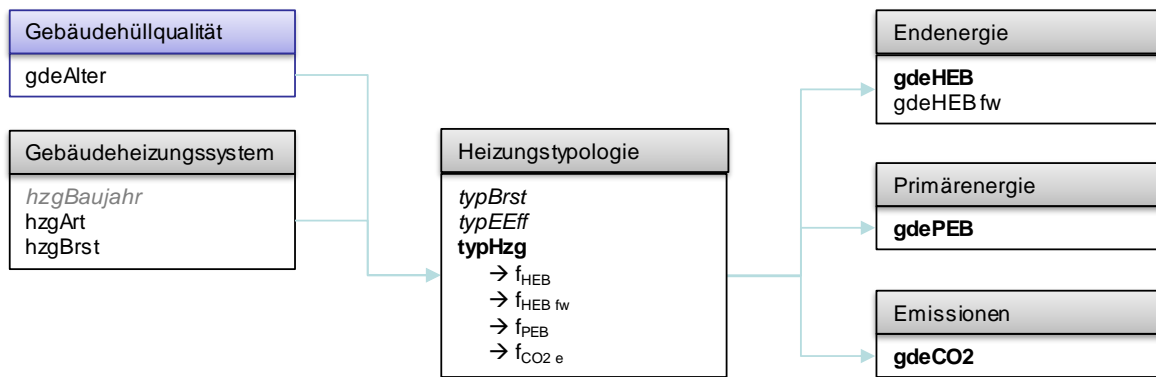 Gebäudehüllqualität
gdeAlter
Gebäudeheizungssystem
hzgBaujahr
hzgArt
hzgBrst
Heizungstypologie
typBrst
typEEff
typHzg
→ fHEB
→ fHEB fw
→ fPEB
→ fCO2 e
Endenergie
gdeHEB
gdeHEB fw
Primärenergie
gdePEB
Emissionen
gdeCO2